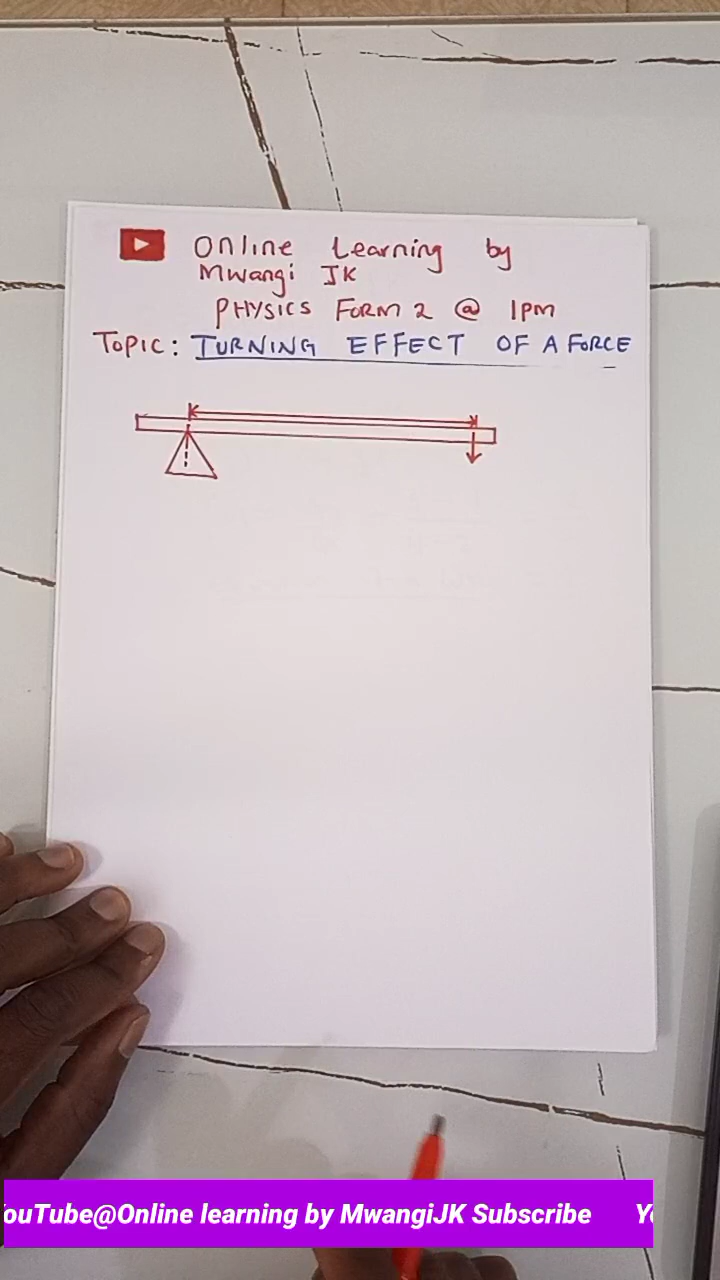 Online Learning by
Mwangi JK
PHYSICS FORM 2 @ 1PM
TOPIC: TURNING EFFECT OF A FORCE
ouTube@Online learning by MwangiJK Subscribe Y